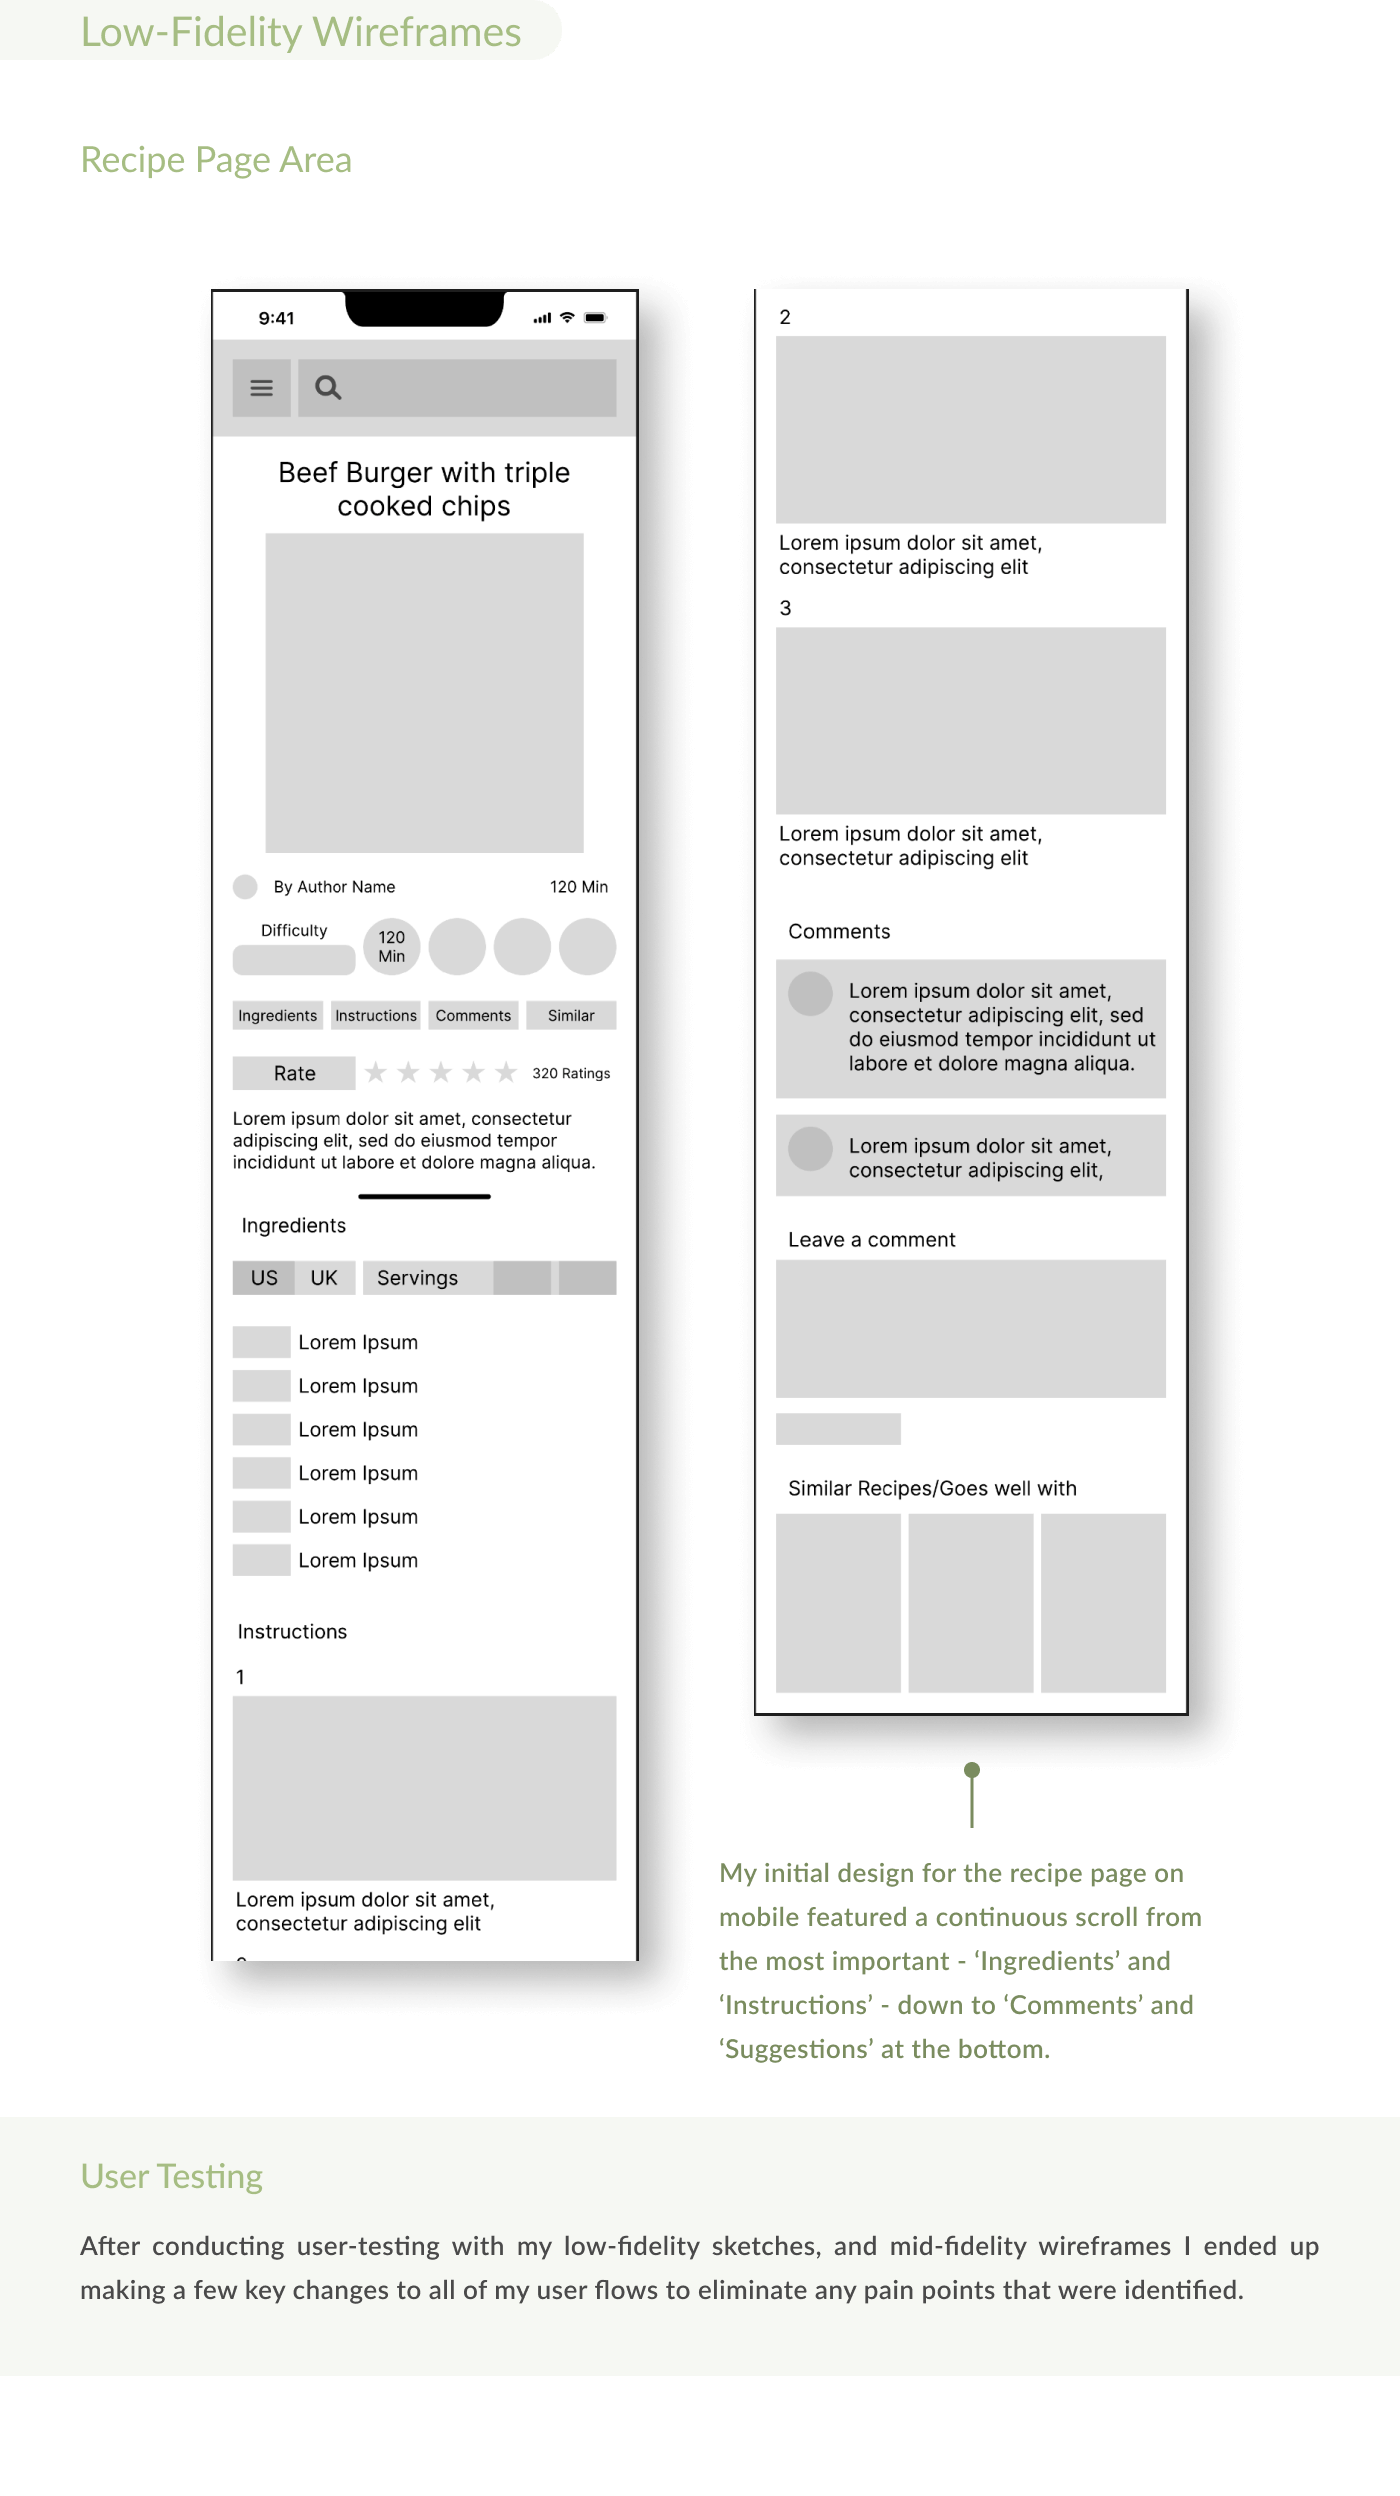 Low-Fidelity Wireframes
Recipe Page Area
9:41
Beef Burger with triple
cooked chips
By Author Name 120 Min
Difficulty
120
Min
Ingredients Instructions Comments Similar
Rate 320 Ratings
Lorem ipsum dolor sit amet, consectetur
adipiscing elit, sed do eiusmod tempor
incididunt ut labore et dolore magna aliqua.
Ingredients
US UK Servings
Lorem Ipsum
Lorem Ipsum
Lorem Ipsum
Lorem Ipsum
Lorem Ipsum
Lorem Ipsum
Instructions
1
Lorem ipsum dolor sit amet,
consectetur adipiscing elit
2
Lorem ipsum dolor sit amet,
consectetur adipiscing elit
3
Lorem ipsum dolor sit amet,
consectetur adipiscing elit
Comments
Lorem ipsum dolor sit amet,
consectetur adipiscing elit, sed
do eiusmod tempor incididunt ut
labore et dolore magna aliqua.
Lorem ipsum dolor sit amet,
consectetur adipiscing elit,
Leave a comment
Similar Recipes/Goes well with
My initial design for the recipe page on
mobile featured a continuous scroll from
the most important - ‘Ingredients’ and
‘Instructions’ - down to ‘Comments’ and
‘Suggestions’ at the bottom.
User Testing
After conducting user-testing with my low-fidelity sketches, and mid-fidelity wireframes I ended up
making a few key changes to all of my user flows to eliminate any pain points that were identified.